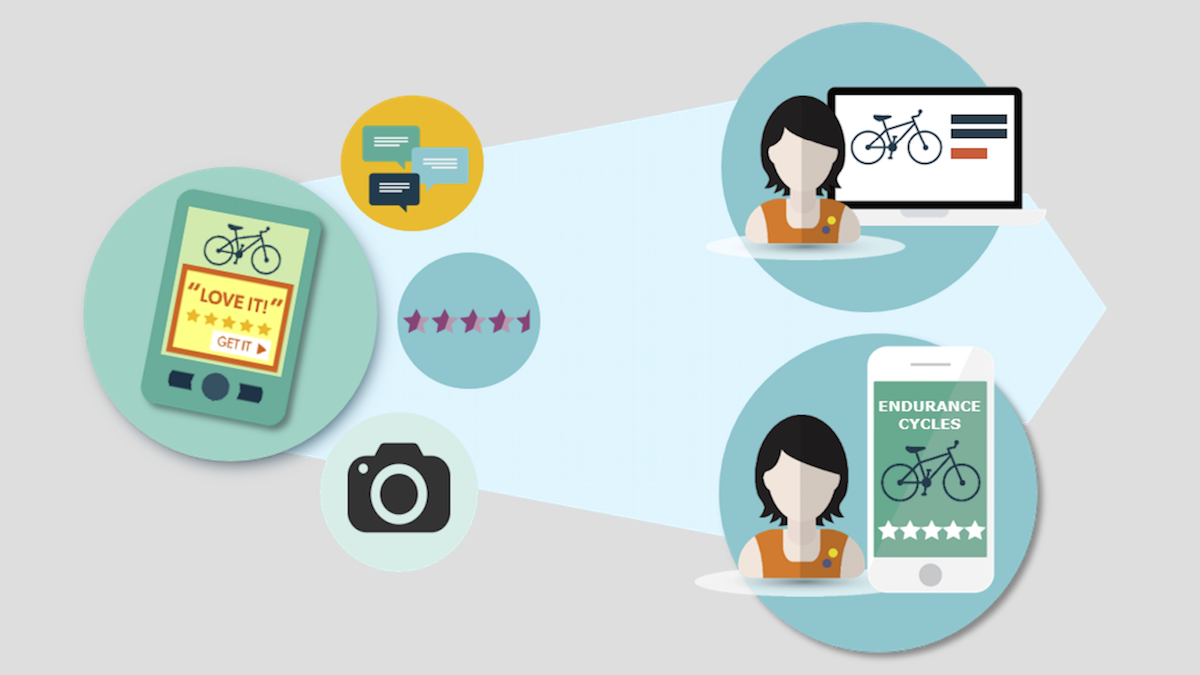 “LOVE IT!“
GET IT
ENDURANCE
CYCLES